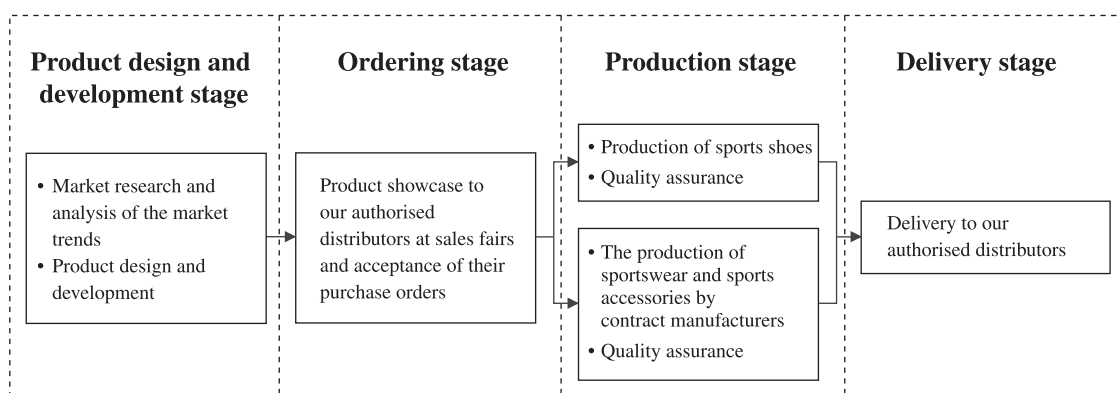 Product design and
development stage
Ordering stage
Production stage
Delivery stage
• Market research and
analysis of the market
trends
• Product design and
development
Product showcase to
our authorised
distributors at sales fairs
and acceptance of their
purchase orders
• Production of sports shoes
• Quality assurance
• The production of
sportswear and sports
accessories by
contract manufacturers
• Quality assurance
Delivery to our
authorised distributors